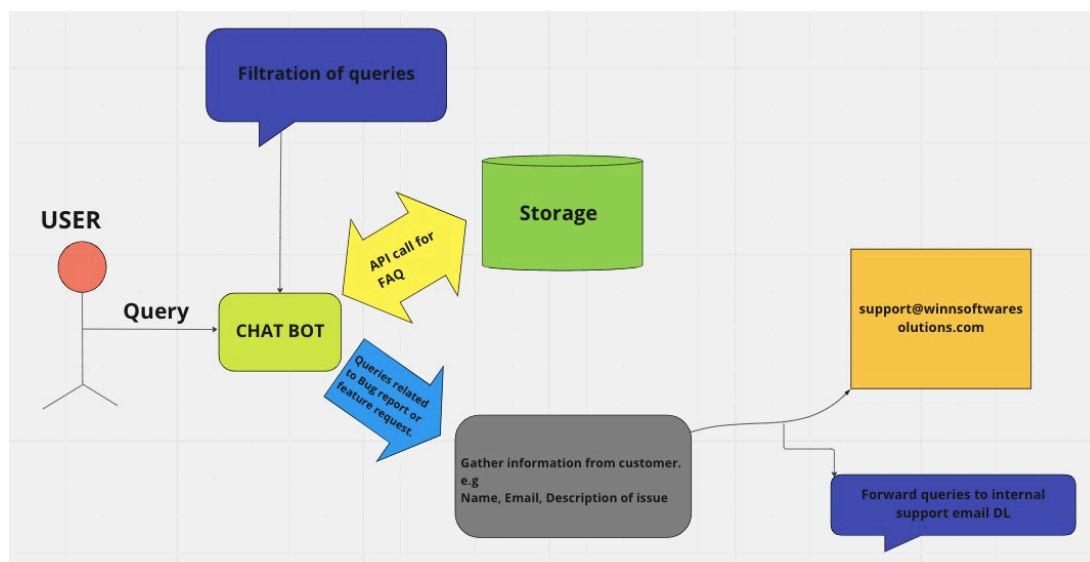 Filtration of queries
USER
Query
CHAT BOT
API call for
FAQ
Storage
Queries related
to Bug report or
feature request.
Gather information from customer.
e.g
Name, Email, Description of issue
support@winnsoftwares
olutions.com
Forward queries to internal
support email DL